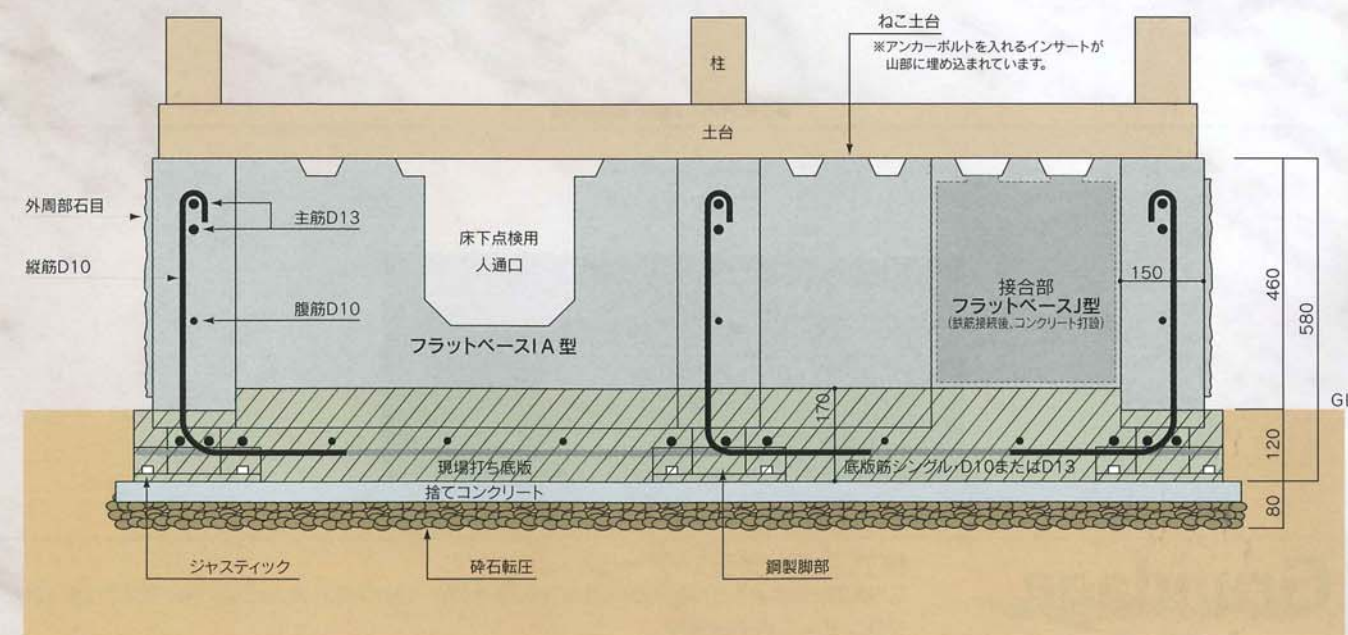 ねこ土台
※アンカーボルトを入れるインサートが
山部に埋め込まれています。
柱
土台
外周部石目
主筋D13
縦筋D10
腹筋D10
床下点検用
人通口
フラットベースIA型
接合部
フラットベースJ型
(鉄筋接続後、コンクリート打設)
150
460
580
170
120
80
現場打ち底版
底版筋シングル・D10またはD13
捨てコンクリート
ジャスティック
砕石転圧
鋼製脚部